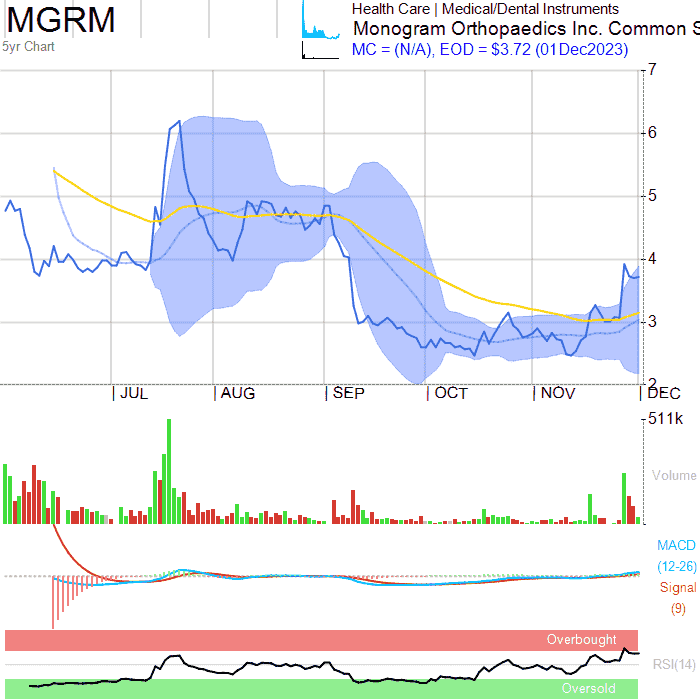 MGRM
5yr Chart
Health Care | Medical/Dental Instruments
Monogram Orthopaedics Inc. Common S
MC = (N/A), EOD = $3.72 (01Dec2023)
7
6
5
4
3
2
JUL AUG SEP OCT NOV DEC
511k
Volume
MACD
(12-26)
Signal
(9)
Overbought
RSI(14)
Oversold